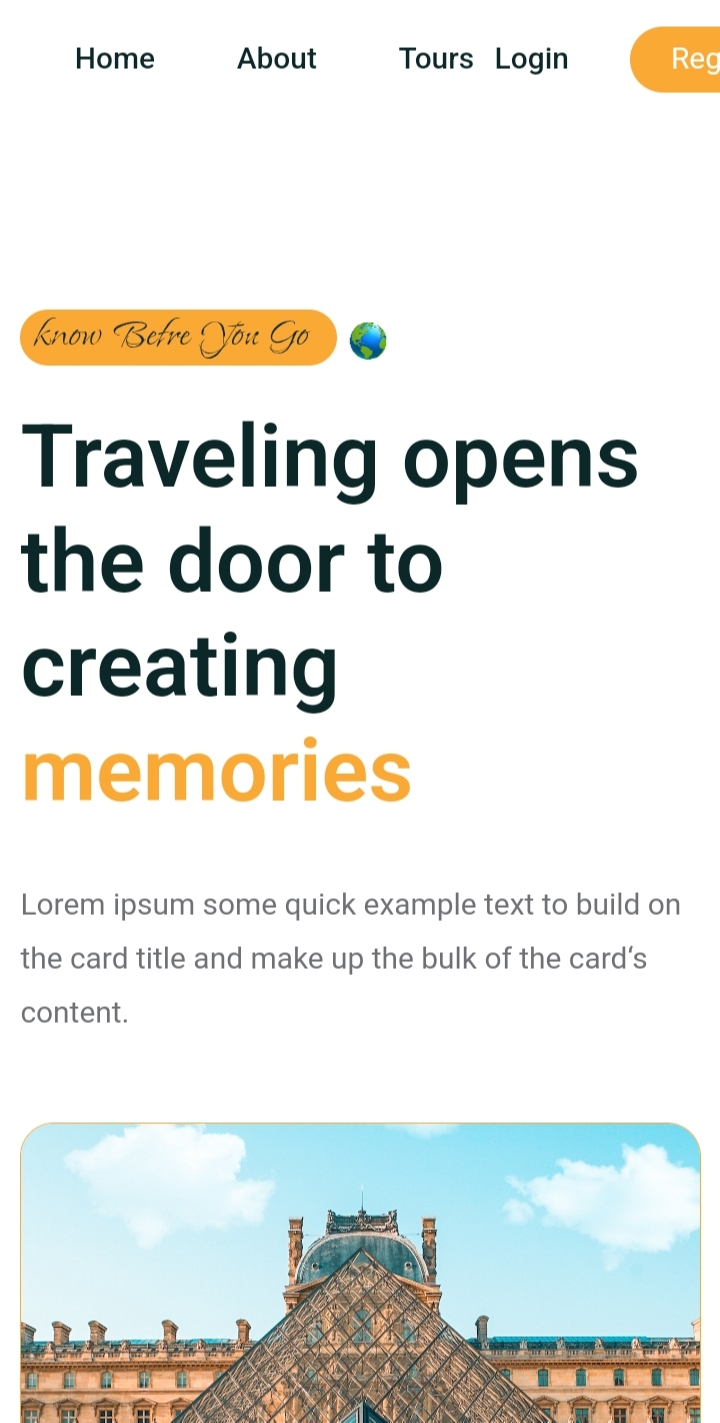 Home About Tours Login Reg
know Befre You Go 🌎
Traveling opens
the door to
creating
memories
Lorem ipsum some quick example text to build on
the card title and make up the bulk of the card‘s
content.